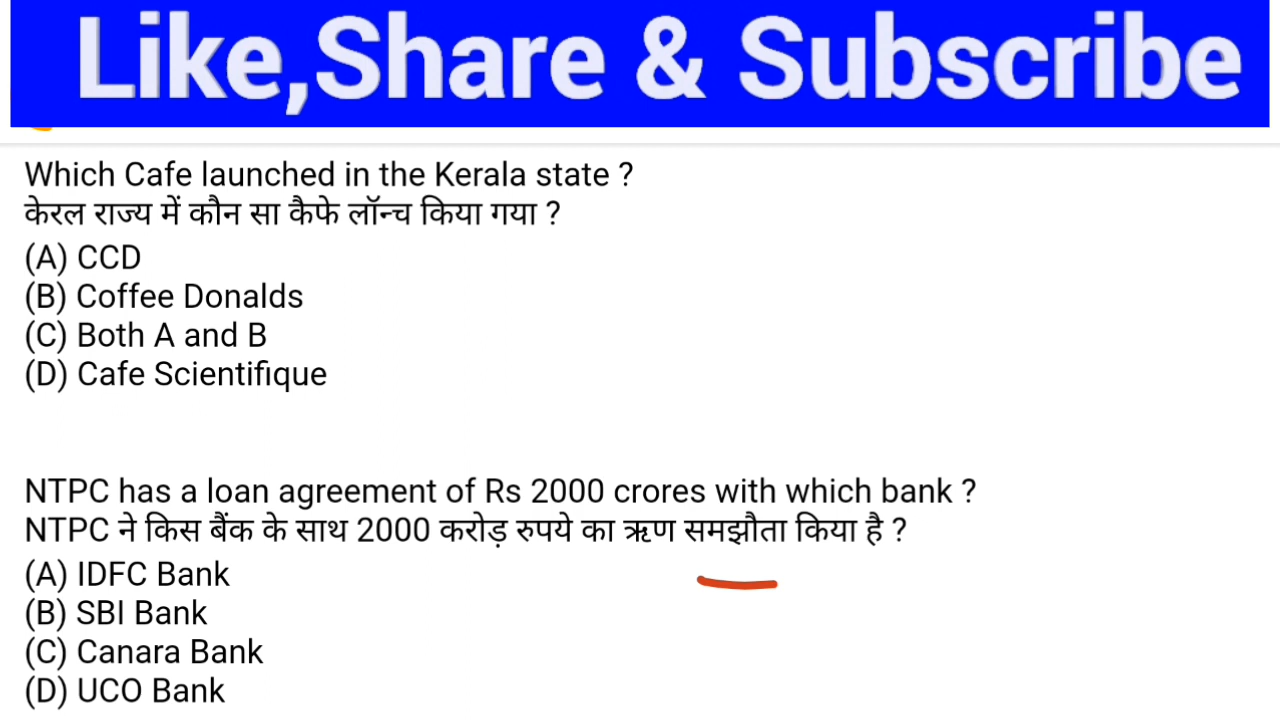 Like,Share & Subscribe
Which Cafe launched in the Kerala state ?
केरल राज्य में कौन सा कैफे लॉन्च किया गया ?
(A) CCD
(B) Coffee Donalds
(C) Both A and B
(D) Cafe Scientifique
NTPC has a loan agreement of Rs 2000 crores with which bank ?
NTPC ने किस बैंक के साथ 2000 करोड़ रुपये का ऋण समझौता किया है ?
(A) IDFC Bank
(B) SBI Bank
(C) Canara Bank
(D) UCO Bank